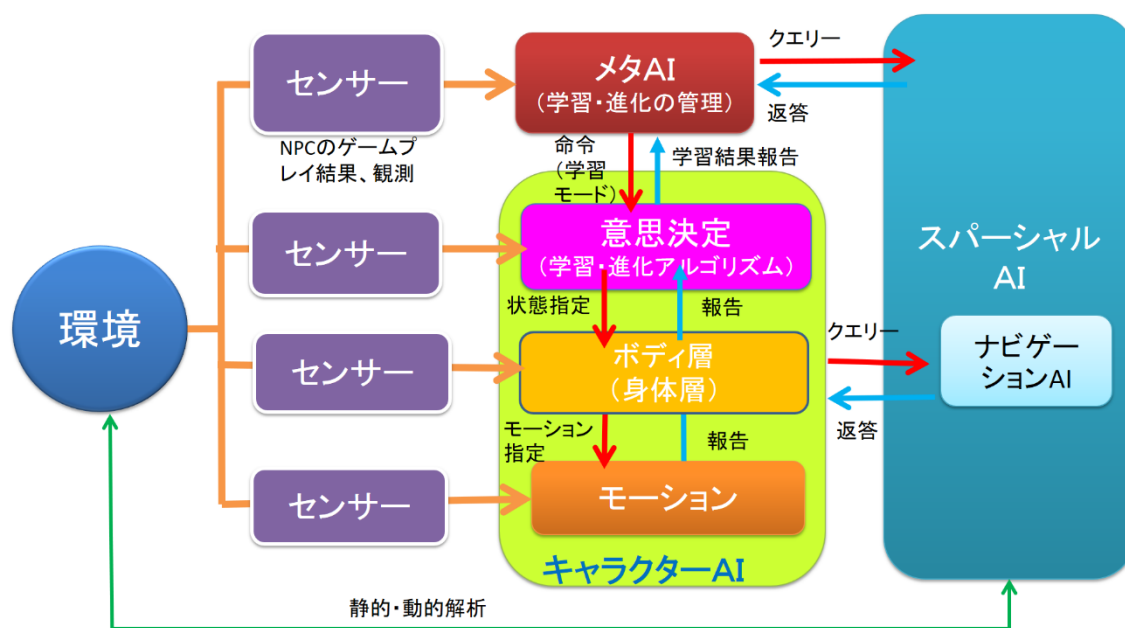 センサー
NPCのゲームプ
レイ結果、観測
メタAI
（学習・進化の管理）
クエリー
返答
命令
（学習
モード）
学習結果報告
センサー
意思決定
（学習・進化アルゴリズム）
スパーシャル
AI
環境
状態指定
報告
センサー
ボディ層
（身体層）
クエリー
返答
ナビゲー
ションAI
モーション
指定
報告
センサー
モーション
キャラクターAI
静的・動的解析